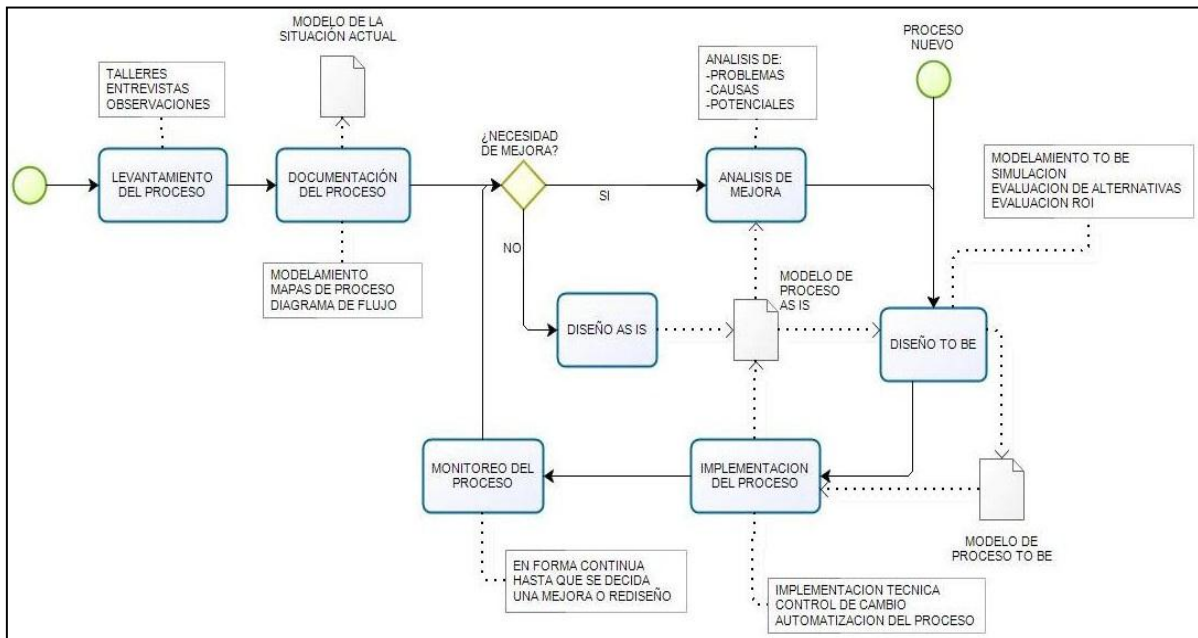 MODELO DE LA
SITUACIÓN ACTUAL
PROCESO
NUEVO
TALLERES
ENTREVISTAS
OBSERVACIONES
ANALISIS DE:
-PROBLEMAS
-CAUSAS
-POTENCIALES
¿NECESIDAD
DE MEJORA?
LEVANTAMIENTO
DEL PROCESO
DOCUMENTACIÓN
DEL PROCESO
SI
ANALISIS DE
MEJORA
MODELAMIENTO TO BE
SIMULACION
EVALUACION DE ALTERNATIVAS
EVALUACION ROI
NO
MODELAMIENTO
MAPAS DE PROCESO
DIAGRAMA DE FLUJO
MODELO DE
PROCESO
AS IS
DISEÑO AS IS
DISEÑO TO BE
MONITOREO DEL
PROCESO
IMPLEMENTACION
DEL PROCESO
MODELO DE
PROCESO TO BE
EN FORMA CONTINUA
HASTA QUE SE DECIDA
UNA MEJORA O REDISEÑO
IMPLEMENTACION TECNICA
CONTROL DE CAMBIO
AUTOMATIZACION DEL PROCESO